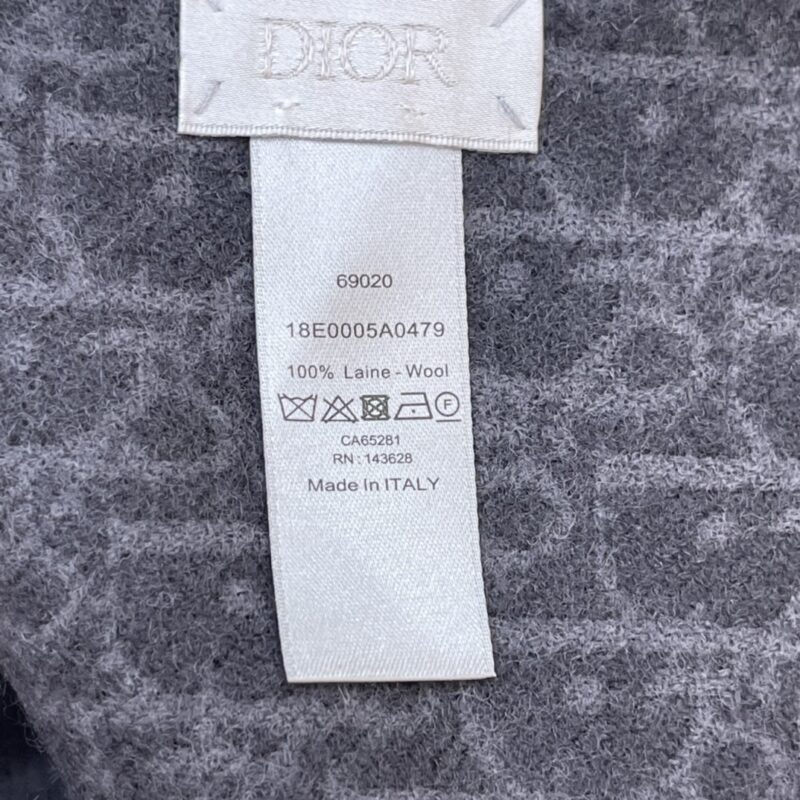 DIOR
69020
18E0005A0479
100% Laine - Wool
F
CA65281
RN : 143628
Made In ITALY